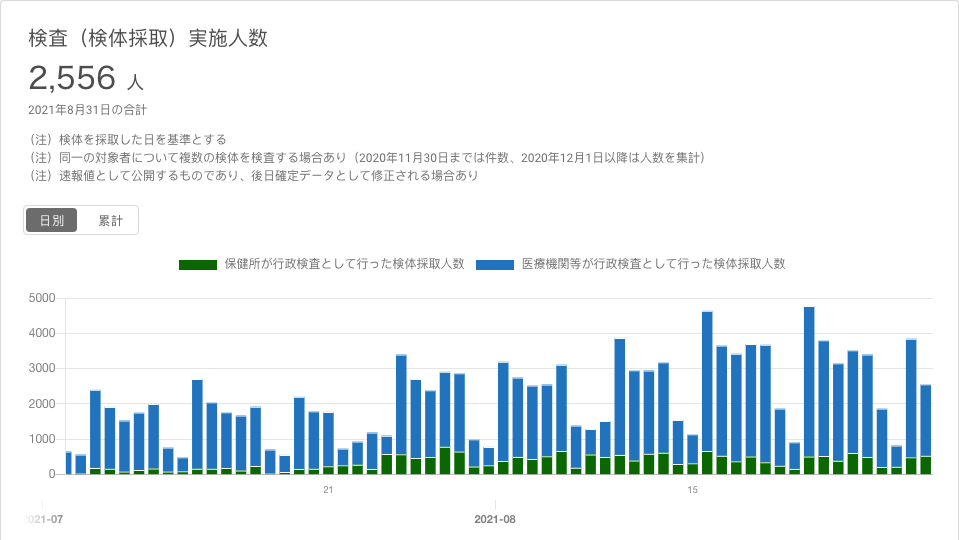 検査（検体採取）実施人数
2,556 人
2021年8月31日の合計
（注）検体を採取した日を基準とする
（注）同一の対象者について複数の検体を検査する場合あり（2020年11月30日までは件数、2020年12月1日以降は人数を集計）
（注）速報値として公開するものであり、後日確定データとして修正される場合あり
日別 累計
保健所が行政検査として行った検体採取人数 医療機関等が行政検査として行った検体採取人数
5000
4000
3000
2000
1000
0
21 15
2021-07 2021-08